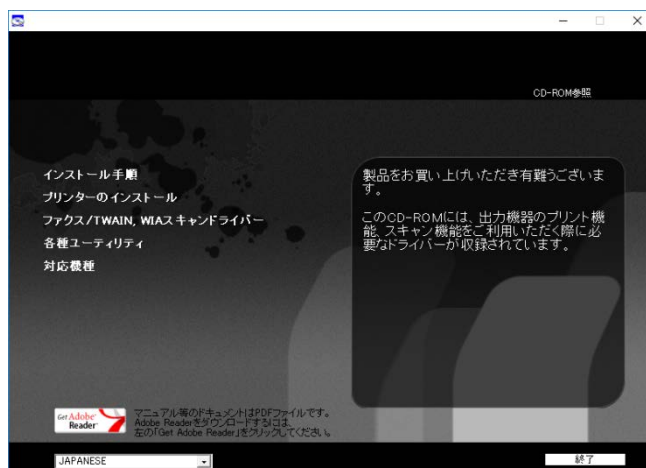 CD-ROM参照
インストール手順
プリンターのインストール
ファクス/TWAIN, WIAスキャンドライバー
各種ユーティリティ
対応機種
製品をお買い上げいただき有難うございま
す。
このCD-ROMには、出力機器のプリント機
能、スキャン機能をご利用いただく際に必
要なドライバーが収録されています。
Get Adobe
Reader
マニュアル等のドキュメントはPDFファイルです。
Adobe Readerをダウンロードするには、
左の「Get Adobe Reader」をクリックしてください。
JAPANESE
終了